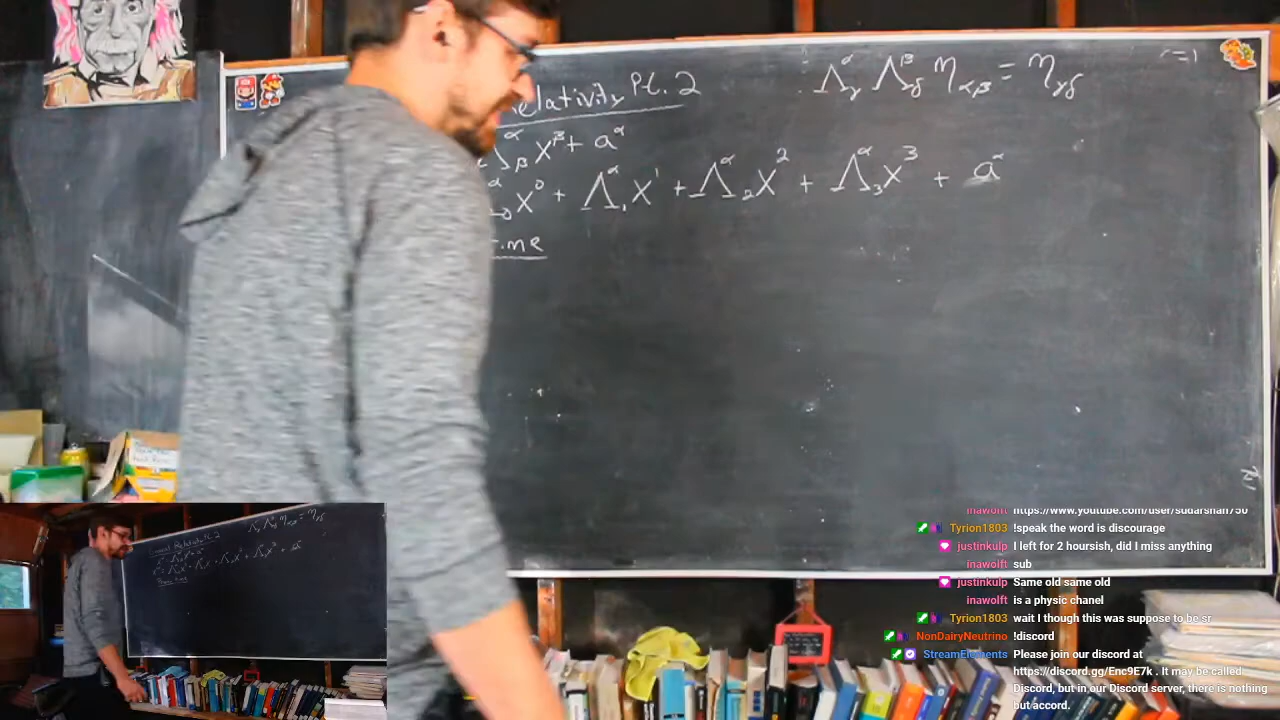 Relativity Pt. 2
Λ^α_γ Λ^β_δ η_αβ = η_γδ
c=1
Λ^α_β X^β + a^α
X^0 + Λ^α_1 X^1 + Λ^α_2 X^2 + Λ^α_3 X^3 + a^α
inawolft https://www.youtube.com/user/sudarshan750
Tyrion1803 !speak the word is discourage
justinkulp I left for 2 hoursish, did I miss anything
inawolft sub
justinkulp Same old same old
inawolft is a physic chanel
Tyrion1803 wait I though this was suppose to be sr
NonDairyNeutrino !discord
StreamElements Please join our discord at
https://discord.gg/Enc9E7k . It may be called
Discord, but in our Discord server, there is nothing
but accord.